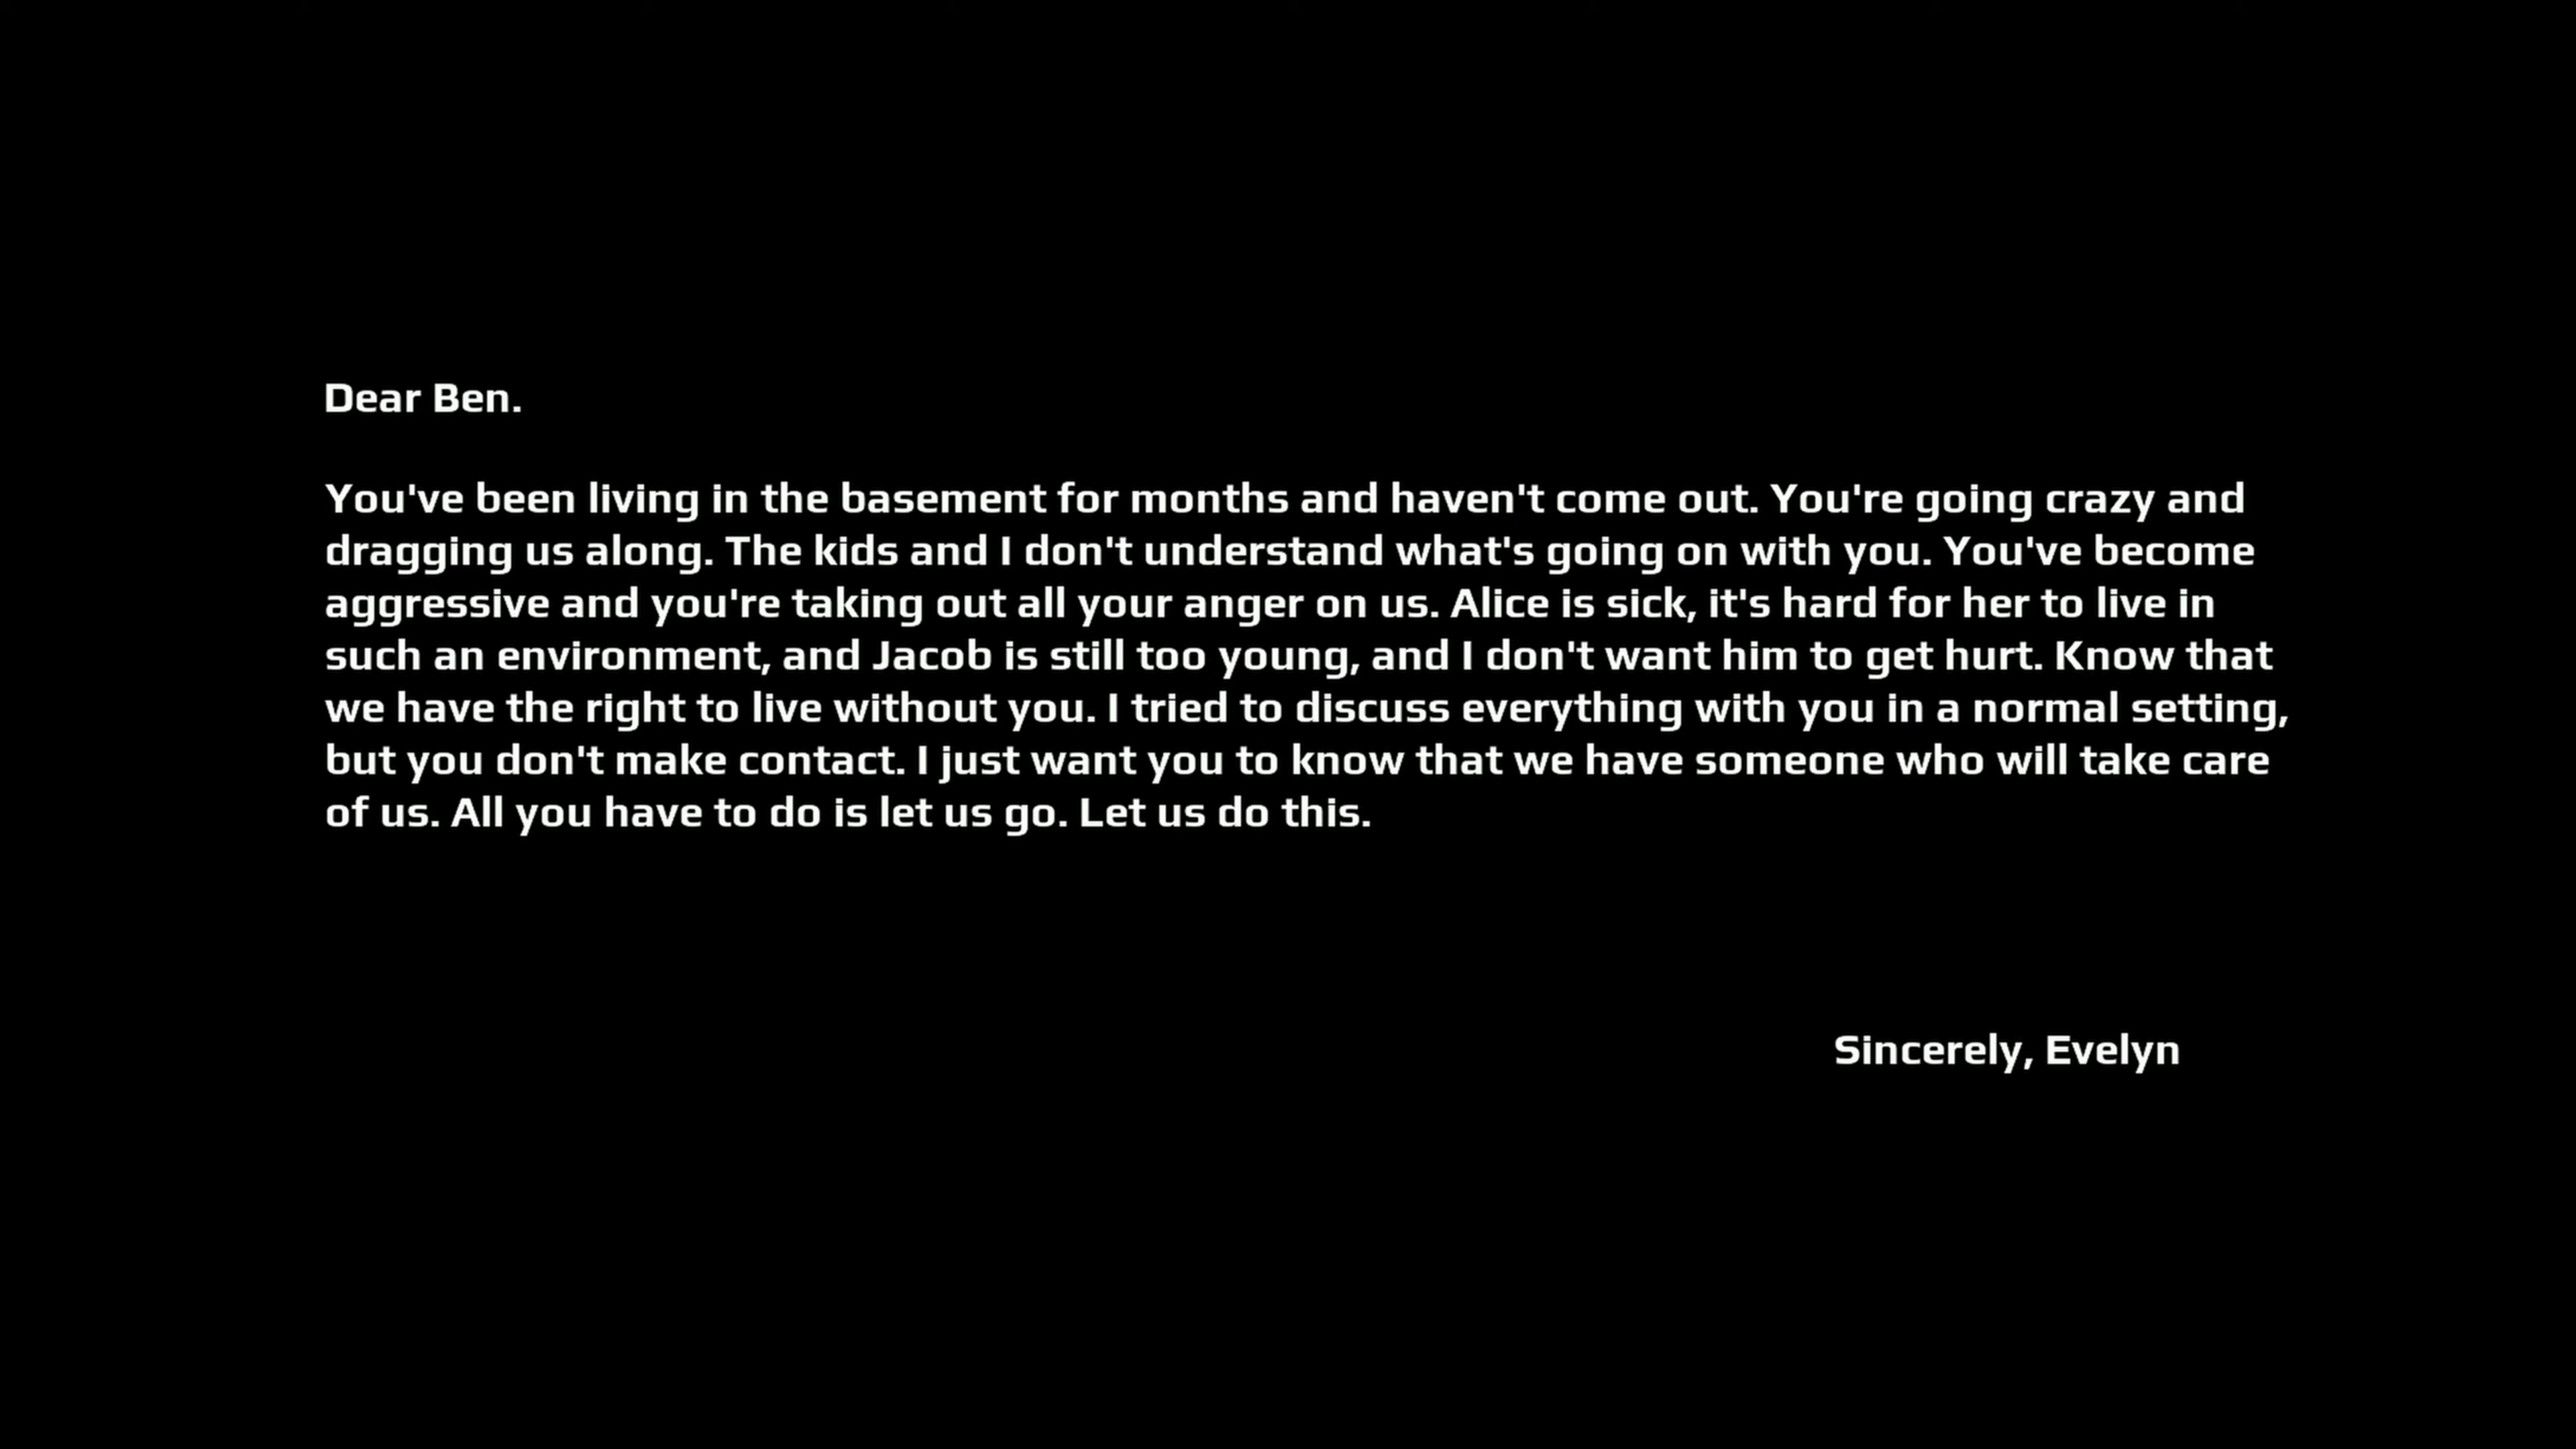 Dear Ben.
You've been living in the basement for months and haven't come out. You're going crazy and
dragging us along. The kids and I don't understand what's going on with you. You've become
aggressive and you're taking out all your anger on us. Alice is sick, it's hard for her to live in
such an environment, and Jacob is still too young, and I don't want him to get hurt. Know that
we have the right to live without you. I tried to discuss everything with you in a normal setting,
but you don't make contact. I just want you to know that we have someone who will take care
of us. All you have to do is let us go. Let us do this.
Sincerely, Evelyn